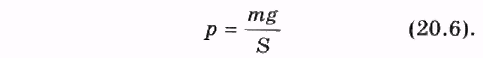 p = mg/S (20.6).